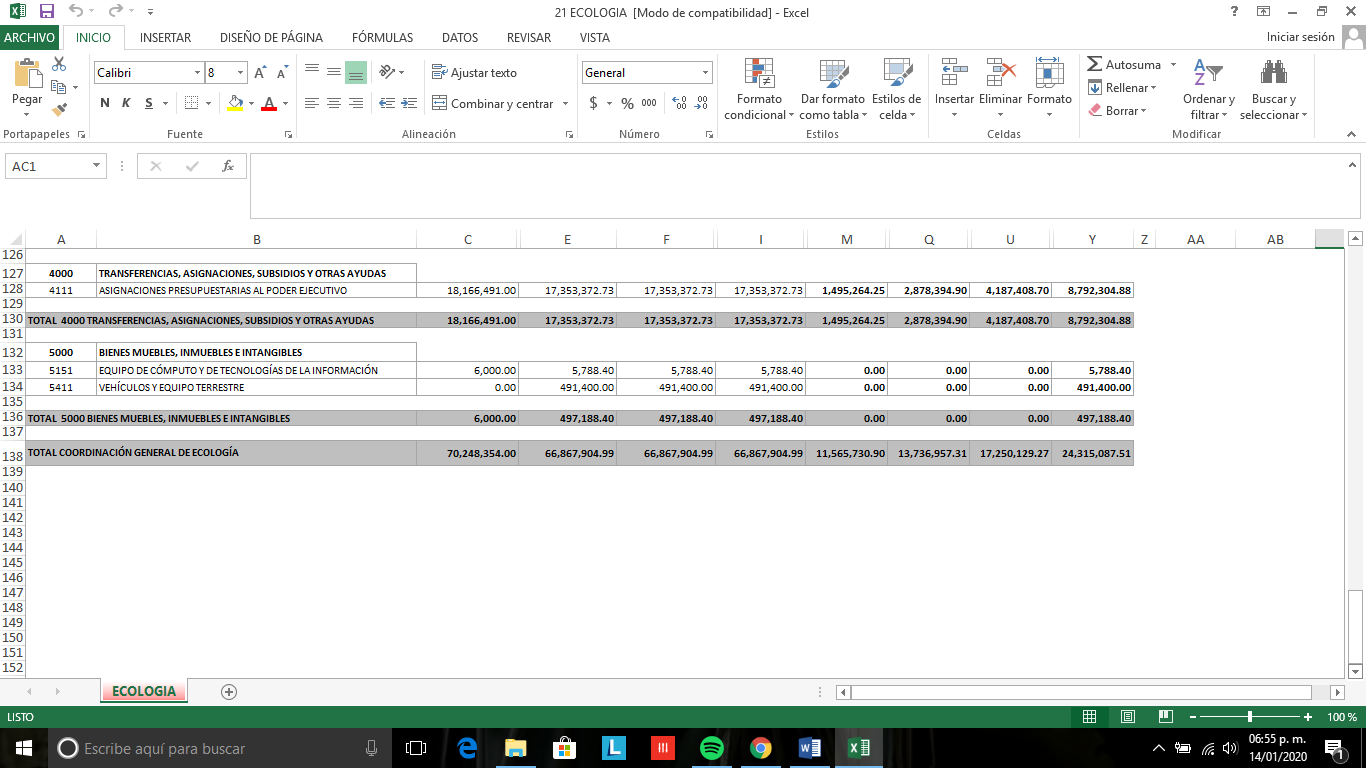 21 ECOLOGIA [Modo de compatibilidad] - Excel
ARCHIVO INICIO INSERTAR DISEÑO DE PÁGINA FÓRMULAS DATOS REVISAR VISTA Iniciar sesión
Pegar
Portapapeles
Calibri 8
N K S
Fuente
Ajustar texto
Combinar y centrar
Alineación
General
$ % 000
Número
Formato condicional
Dar formato como tabla
Estilos de celda
Estilos
Insertar Eliminar Formato
Celdas
Autosuma
Rellenar
Borrar
Ordenar y filtrar
Buscar y seleccionar
Modificar
AC1 fx
A B C E F I M Q U Y Z AA AB
126
127 4000 TRANSFERENCIAS, ASIGNACIONES, SUBSIDIOS Y OTRAS AYUDAS
128 4111 ASIGNACIONES PRESUPUESTARIAS AL PODER EJECUTIVO 18,166,491.00 17,353,372.73 17,353,372.73 17,353,372.73 1,495,264.25 2,878,394.90 4,187,408.70 8,792,304.88
129
130 TOTAL 4000 TRANSFERENCIAS, ASIGNACIONES, SUBSIDIOS Y OTRAS AYUDAS 18,166,491.00 17,353,372.73 17,353,372.73 17,353,372.73 1,495,264.25 2,878,394.90 4,187,408.70 8,792,304.88
131
132 5000 BIENES MUEBLES, INMUEBLES E INTANGIBLES
133 5151 EQUIPO DE CÓMPUTO Y DE TECNOLOGÍAS DE LA INFORMACIÓN 6,000.00 5,788.40 5,788.40 5,788.40 0.00 0.00 0.00 5,788.40
134 5411 VEHÍCULOS Y EQUIPO TERRESTRE 0.00 491,400.00 491,400.00 491,400.00 0.00 0.00 0.00 491,400.00
135
136 TOTAL 5000 BIENES MUEBLES, INMUEBLES E INTANGIBLES 6,000.00 497,188.40 497,188.40 497,188.40 0.00 0.00 0.00 497,188.40
137
138 TOTAL COORDINACIÓN GENERAL DE ECOLOGÍA 70,248,354.00 66,867,904.99 66,867,904.99 66,867,904.99 11,565,730.90 13,736,957.31 17,250,129.27 24,315,087.51
139
140
141
142
143
144
145
146
147
148
149
150
151
152
ECOLOGIA
LISTO 100 %
Escribe aquí para buscar
06:55 p. m.
14/01/2020
1